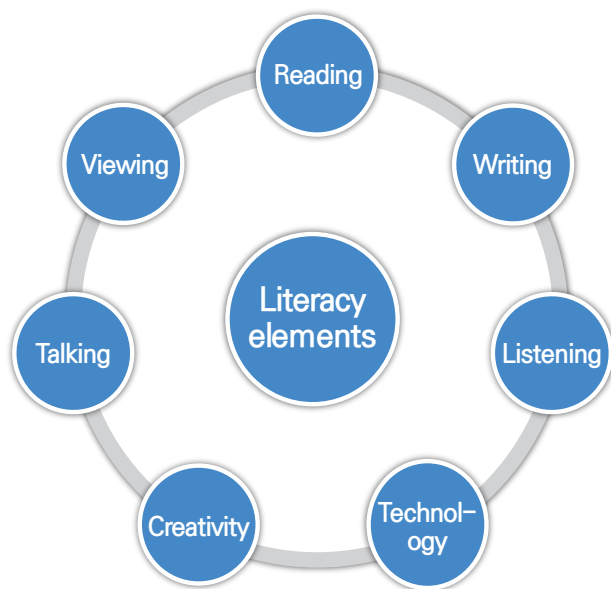 Reading
Viewing
Writing
Literacy
elements
Talking
Listening
Creativity
Technol-
ogy